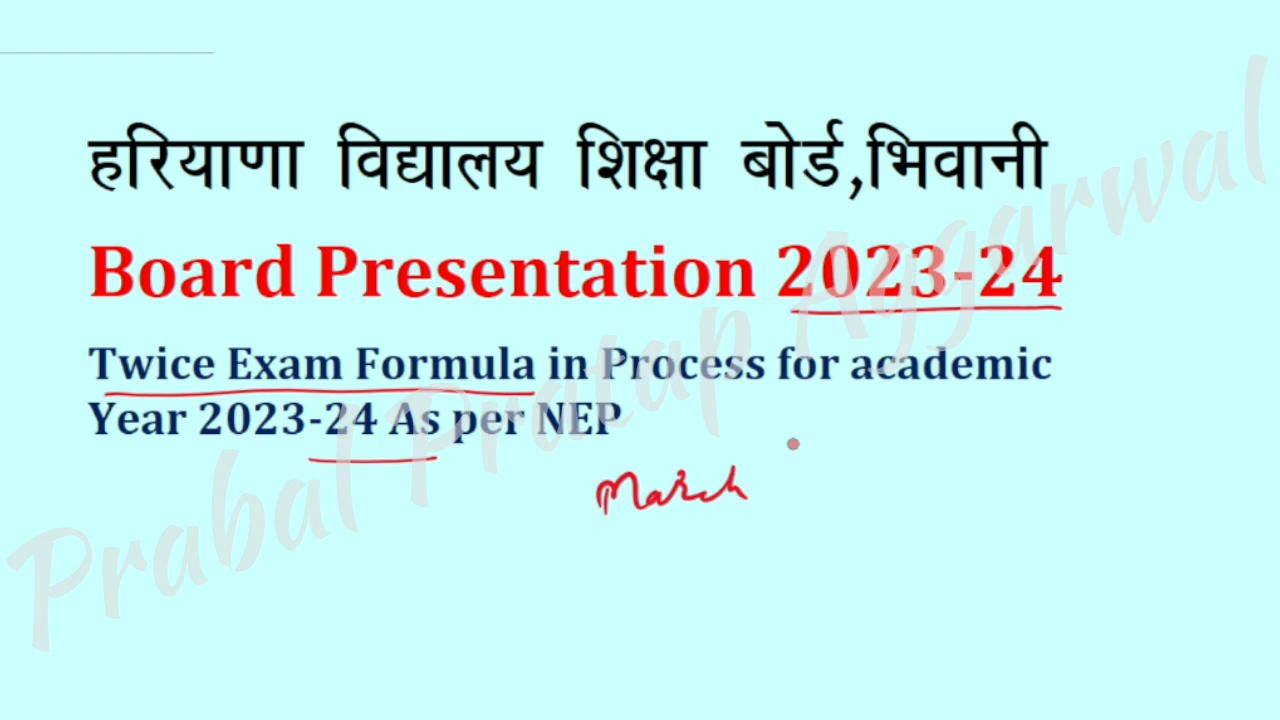 हरियाणा विद्यालय शिक्षा बोर्ड,भिवानी
Board Presentation 2023-24
Twice Exam Formula in Process for academic
Year 2023-24 As per NEP
March
Prabal Pratap Aggarwal